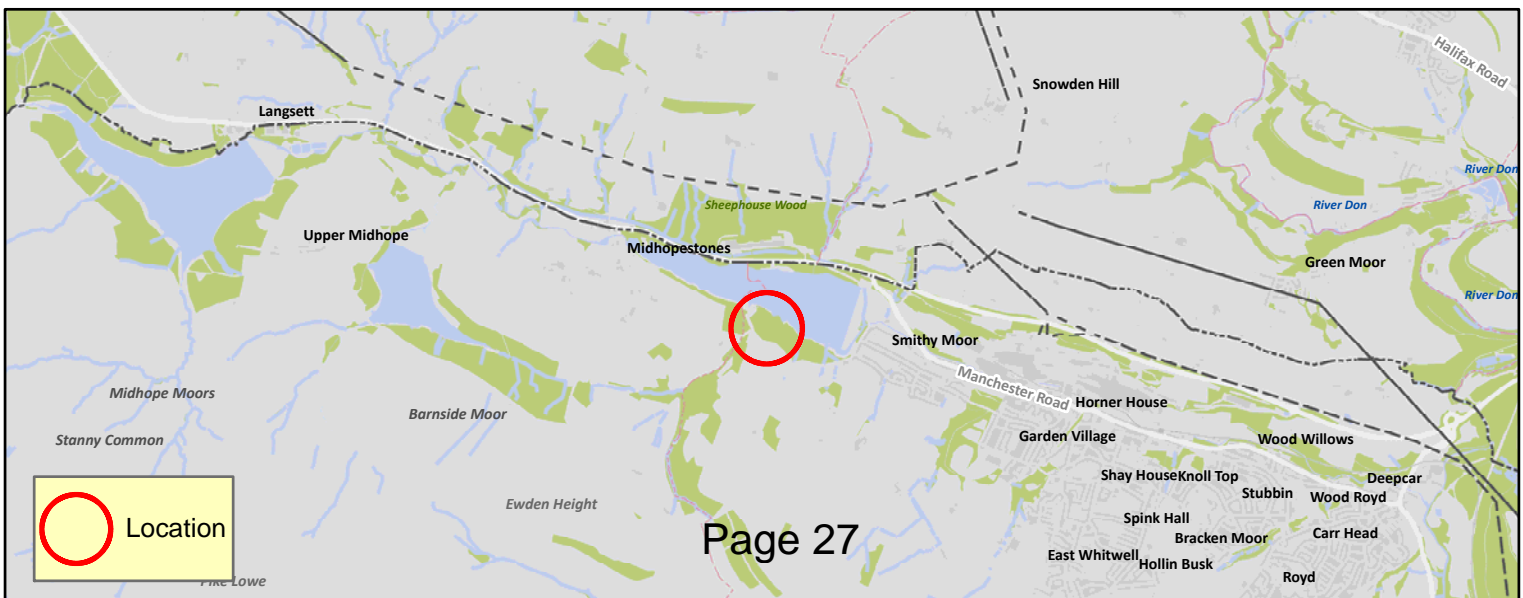 Halifax Road
Snowden Hill
Langsett
River Don
Sheephouse Wood
River Don
Upper Midhope
Midhopestones
Green Moor
River Don
Smithy Moor
Manchester Road
Midhope Moors
Horner House
Barnside Moor
Stanny Common
Garden Village
Wood Willows
Shay House
Knoll Top
Deepcar
Stubbin
Wood Royd
Ewden Height
Spink Hall
Location
Carr Head
Bracken Moor
Page 27
East Whitwell
Hollin Busk
Royd
Pike Lowe